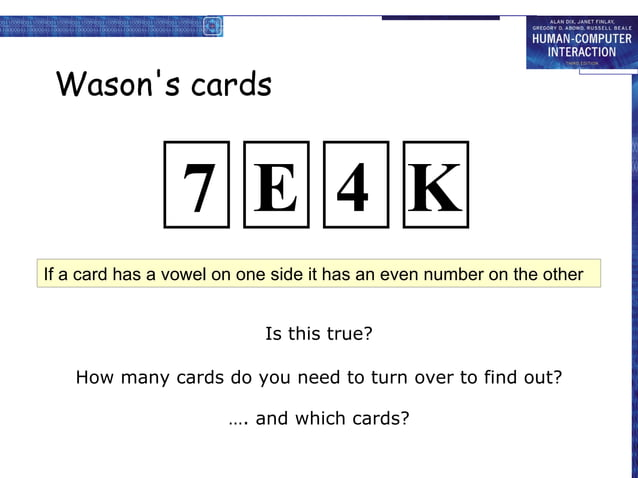 ALAN DIX, JANET FINLAY,
GREGORY D. ABOWD, RUSSELL BEALE
HUMAN-COMPUTER
INTERACTION
THIRD EDITION
Wason's cards
7 E 4 K
If a card has a vowel on one side it has an even number on the other
Is this true?
How many cards do you need to turn over to find out?
…. and which cards?